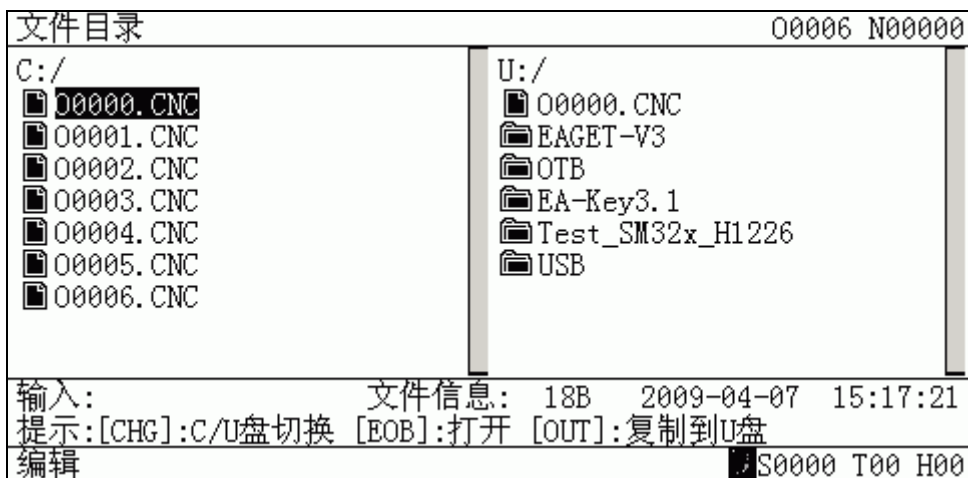 文件目录 O0006 N00000
C:/
O0000.CNC
O0001.CNC
O0002.CNC
O0003.CNC
O0004.CNC
O0005.CNC
O0006.CNC
U:/
O0000.CNC
EAGET-V3
OTB
EA-Key3.1
Test_SM32x_H1226
USB
输入: 文件信息: 18B 2009-04-07 15:17:21
提示:[CHG]:C/U盘切换 [EOB]:打开 [OUT]:复制到U盘
编辑 S0000 T00 H00